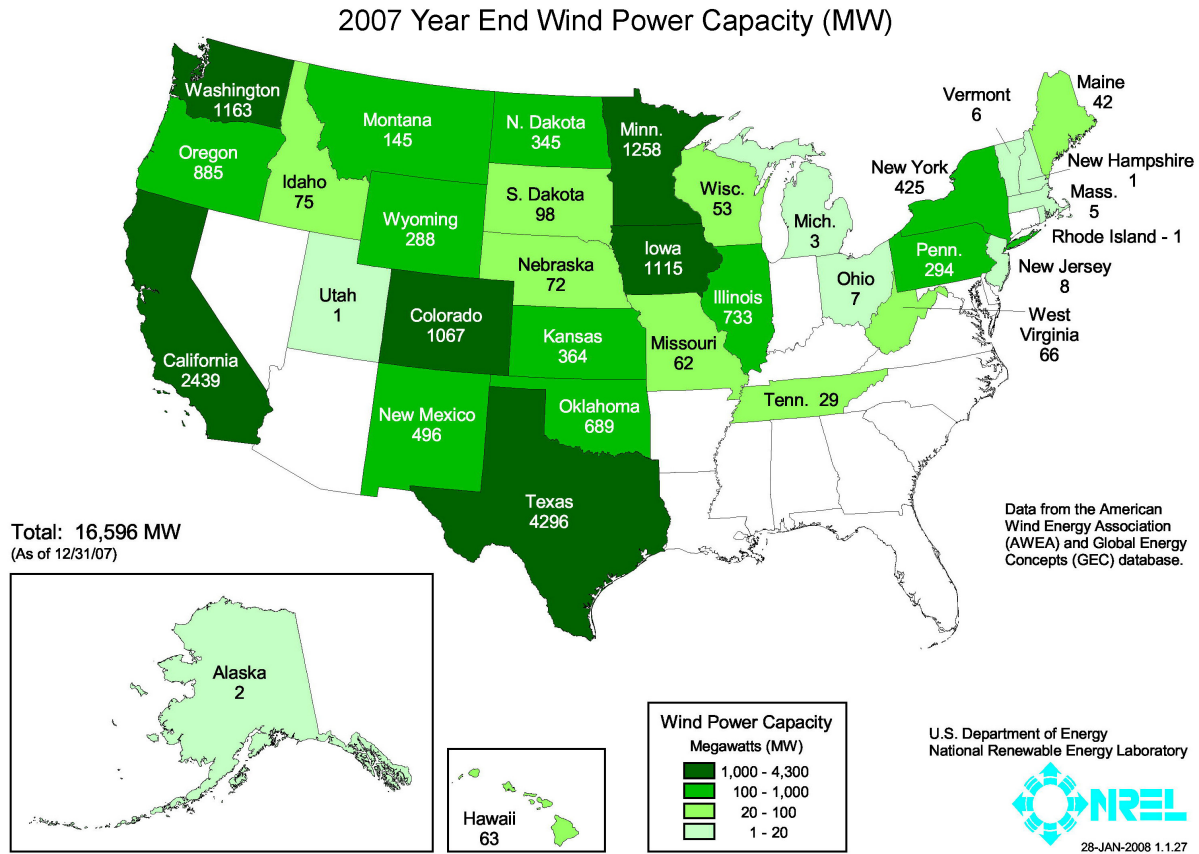 2007 Year End Wind Power Capacity (MW)
Washington
1163
Oregon
885
California
2439
Idaho
75
Montana
145
Wyoming
288
Utah
1
Colorado
1067
New Mexico
496
N. Dakota
345
S. Dakota
98
Nebraska
72
Kansas
364
Oklahoma
689
Texas
4296
Minn.
1258
Iowa
1115
Missouri
62
Wisc.
53
Illinois
733
Mich.
3
Ohio
7
Tenn. 29
Penn.
294
New York
425
Vermont
6
Maine
42
New Hampshire
1
Mass.
5
Rhode Island - 1
New Jersey
8
West
Virginia
66
Total: 16,596 MW
(As of 12/31/07)
Data from the American
Wind Energy Association
(AWEA) and Global Energy
Concepts (GEC) database.
Alaska
2
Hawaii
63
Wind Power Capacity
Megawatts (MW)
1,000 - 4,300
100 - 1,000
20 - 100
1 - 20
U.S. Department of Energy
National Renewable Energy Laboratory
NREL
28-JAN-2008 1.1.27